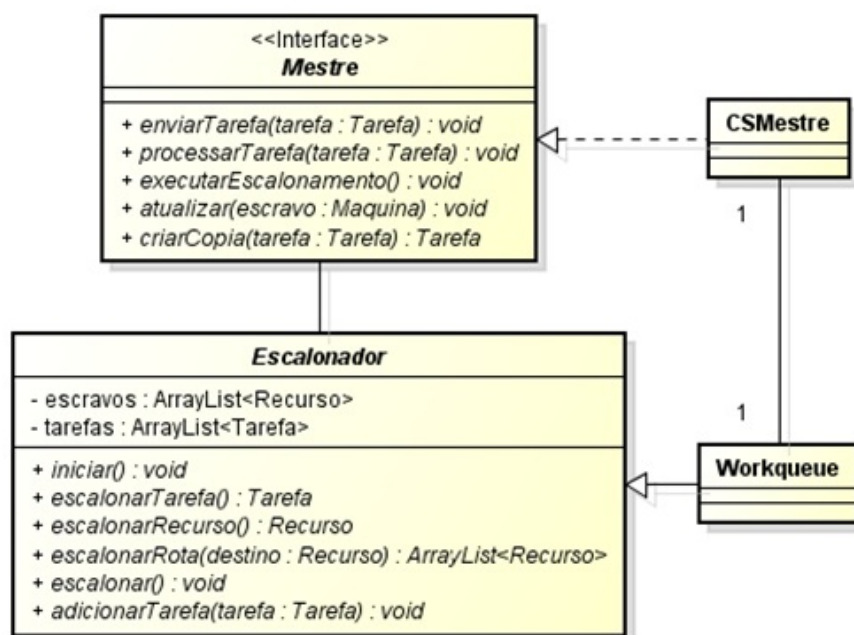 <<Interface>>
Mestre
+ enviarTarefa(tarefa : Tarefa) : void
+ processarTarefa(tarefa : Tarefa) : void
+ executarEscalonamento() : void
+ atualizar(escravo : Maquina) : void
+ criarCopia(tarefa : Tarefa) : Tarefa
CSMestre
1
1
Escalonador
- escravos : ArrayList<Recurso>
- tarefas : ArrayList<Tarefa>
+ iniciar() : void
+ escalonarTarefa() : Tarefa
+ escalonarRecurso() : Recurso
+ escalonarRota(destino : Recurso) : ArrayList<Recurso>
+ escalonar() : void
+ adicionarTarefa(tarefa : Tarefa) : void
Workqueue